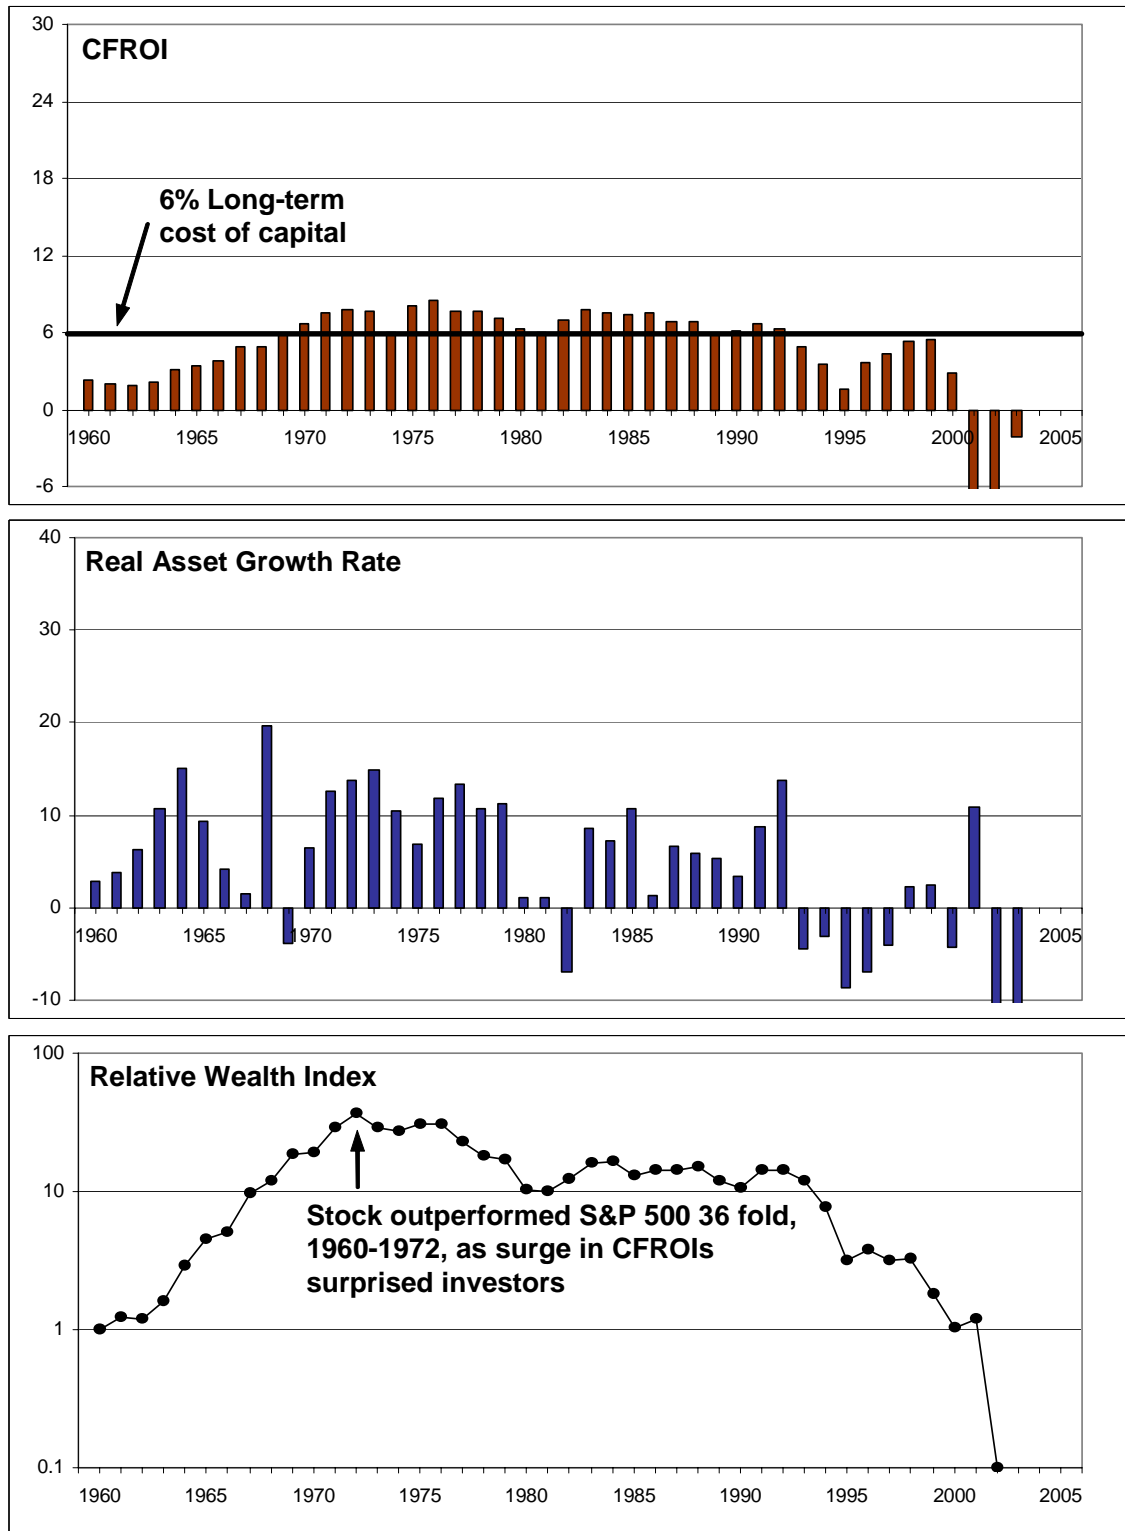 30
CFROI
24
18
6% Long-term
cost of capital
12
6
0
1960 1965 1970 1975 1980 1985 1990 1995 2000 2005
-6
40
Real Asset Growth Rate
30
20
10
0
1960 1965 1970 1975 1980 1985 1990 2005
-10
100
Relative Wealth Index
10
Stock outperformed S&P 500 36 fold,
1960-1972, as surge in CFROIs
surprised investors
1
0.1
1960 1965 1970 1975 1980 1985 1990 1995 2000 2005